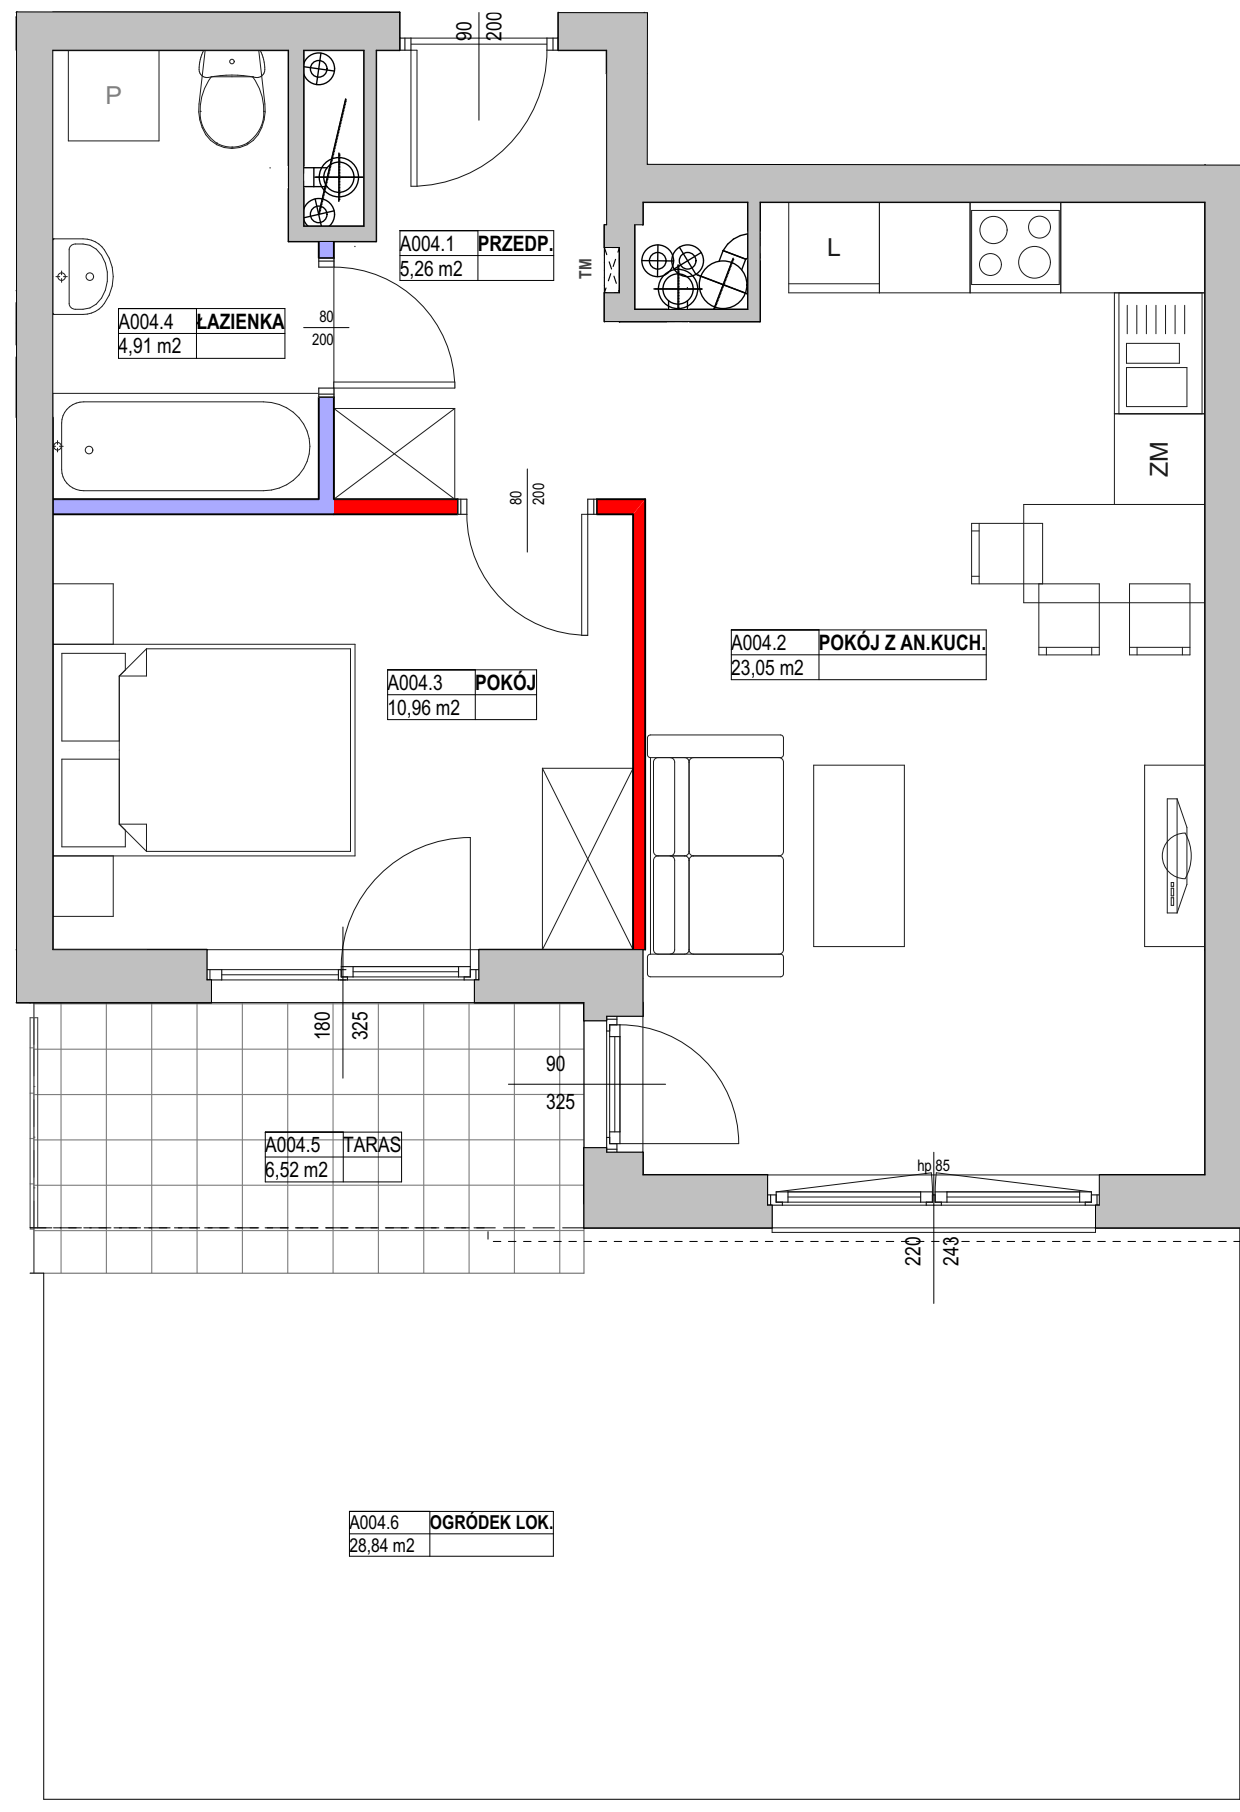 90
200
P
A004.1 PRZEDP.
5,26 m2
TM
L
A004.4 ŁAZIENKA
4,91 m2
80
200
ZM
80
200
A004.2 POKÓJ Z AN.KUCH.
23,05 m2
A004.3 POKÓJ
10,96 m2
180
325
90
325
A004.5 TARAS
6,52 m2
hp 85
220
243
A004.6 OGRÓDEK LOK.
28,84 m2